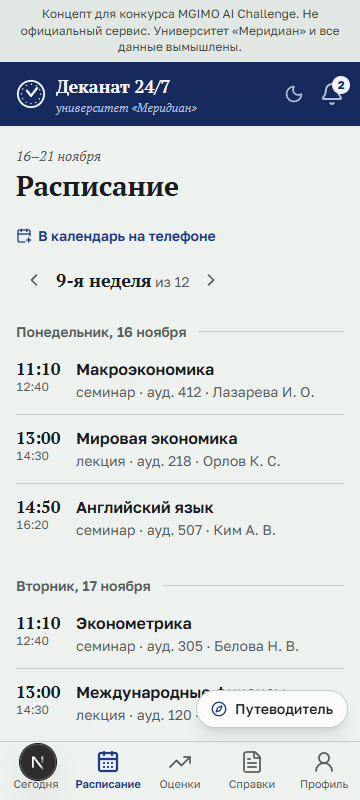 Концепт для конкурса MGIMO AI Challenge. Не
официальный сервис. Университет «Меридиан» и все
данные вымышлены.
Деканат 24/7
университет «Меридиан»
2
16–21 ноября
Расписание
В календарь на телефоне
9-я неделя из 12
Понедельник, 16 ноября
11:10 Макроэкономика
12:40 семинар · ауд. 412 · Лазарева И. О.
13:00 Мировая экономика
14:30 лекция · ауд. 218 · Орлов К. С.
14:50 Английский язык
16:20 семинар · ауд. 507 · Ким А. В.
Вторник, 17 ноября
11:10 Эконометрика
12:40 семинар · ауд. 305 · Белова Н. В.
13:00 Международные
14:30 лекция · ауд. 120
Путеводитель
N
Сегодня Расписание Оценки Справки Профиль